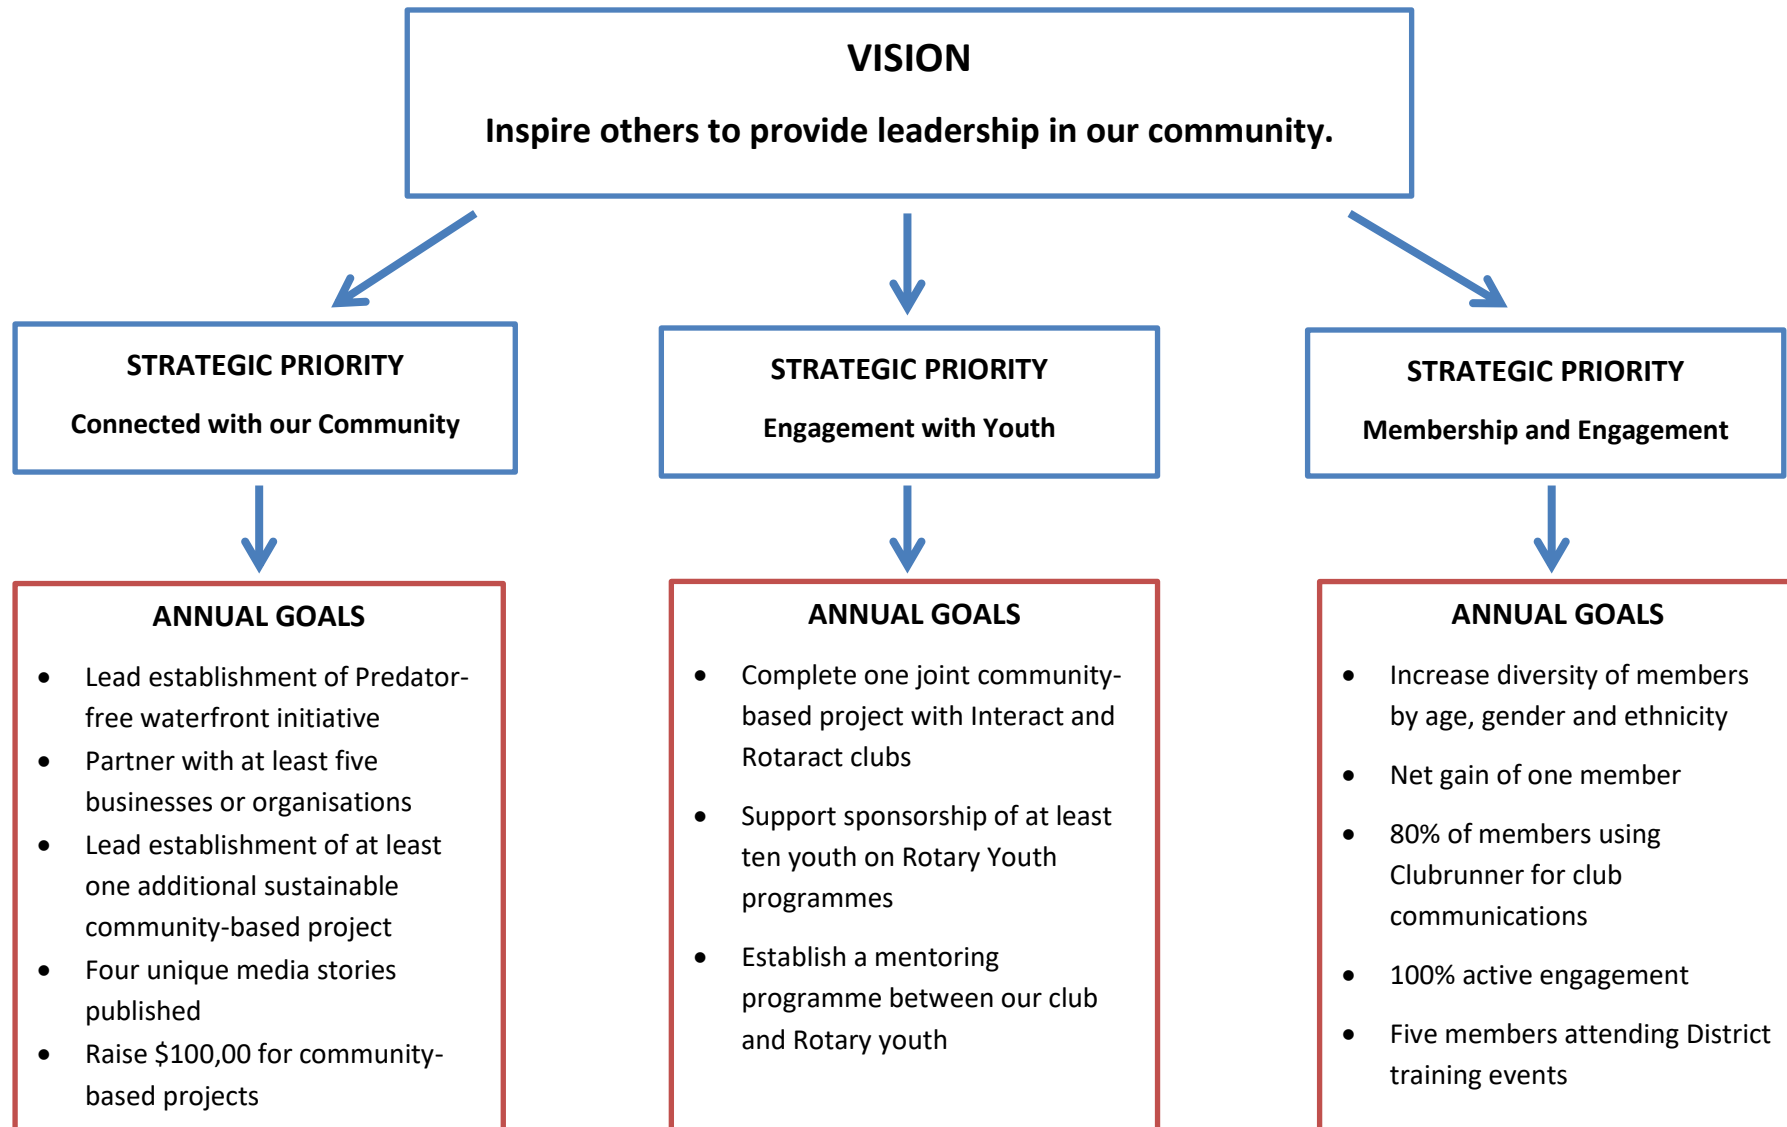 VISION
Inspire others to provide leadership in our community.
STRATEGIC PRIORITY
Connected with our Community
STRATEGIC PRIORITY
Engagement with Youth
STRATEGIC PRIORITY
Membership and Engagement
ANNUAL GOALS
• Lead establishment of Predator-
free waterfront initiative
• Partner with at least five
businesses or organisations
• Lead establishment of at least
one additional sustainable
community-based project
• Four unique media stories
published
• Raise $100,00 for community-
based projects
ANNUAL GOALS
• Complete one joint community-
based project with Interact and
Rotaract clubs
• Support sponsorship of at least
ten youth on Rotary Youth
programmes
• Establish a mentoring
programme between our club
and Rotary youth
ANNUAL GOALS
• Increase diversity of members
by age, gender and ethnicity
• Net gain of one member
• 80% of members using
Clubrunner for club
communications
• 100% active engagement
• Five members attending District
training events